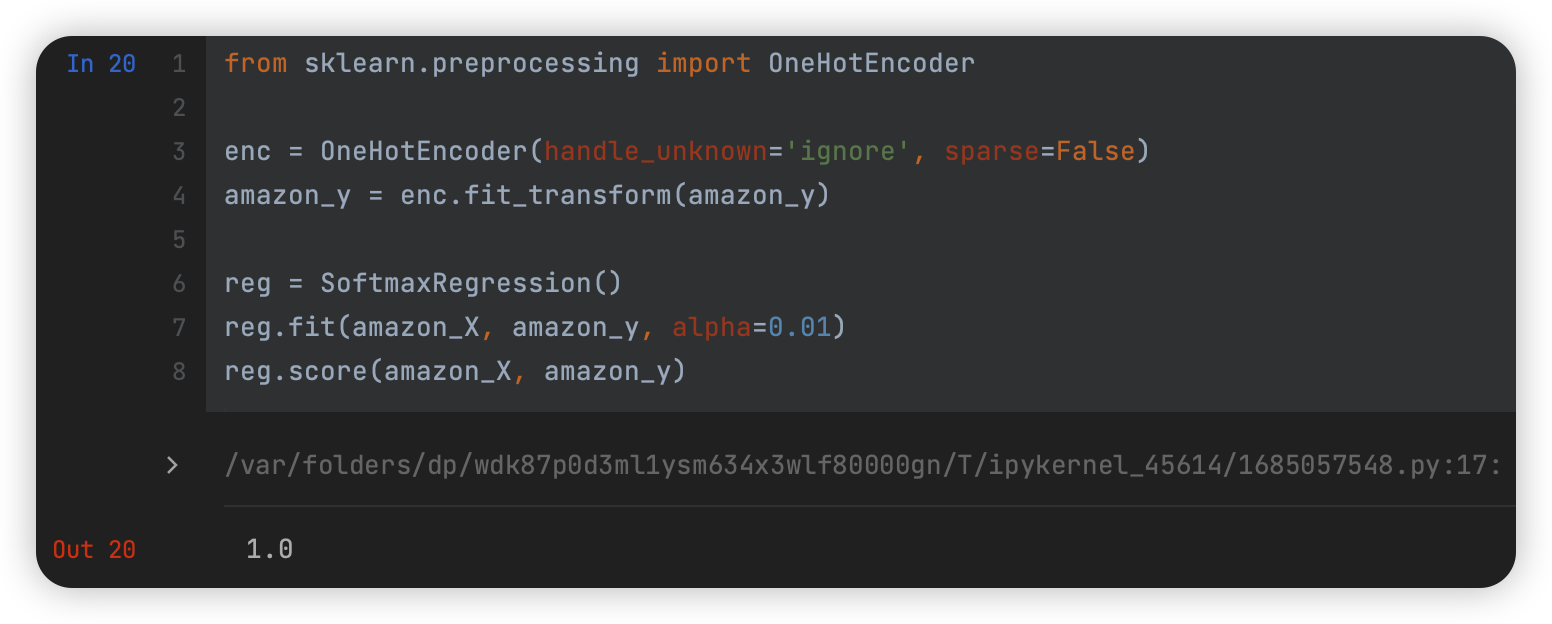 In 20 1 from sklearn.preprocessing import OneHotEncoder
2
3 enc = OneHotEncoder(handle_unknown='ignore', sparse=False)
4 amazon_y = enc.fit_transform(amazon_y)
5
6 reg = SoftmaxRegression()
7 reg.fit(amazon_X, amazon_y, alpha=0.01)
8 reg.score(amazon_X, amazon_y)
/var/folders/dp/wdk87p0d3ml1ysm634x3wlf80000gn/T/ipykernel_45614/1685057548.py:17:
Out 20 1.0